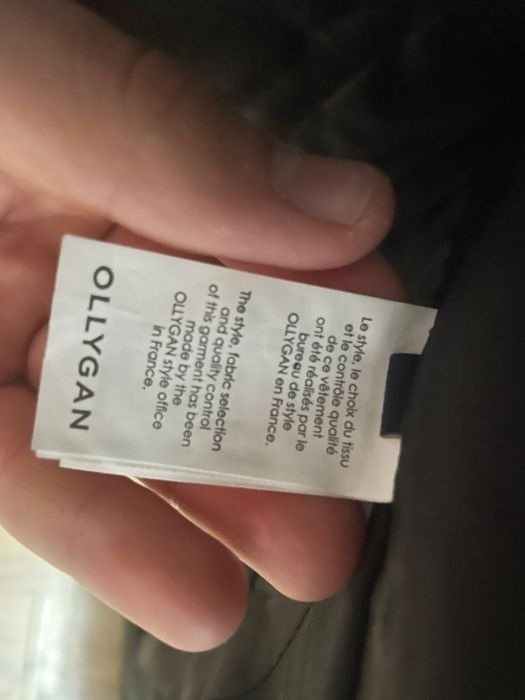 Le style, le choix du tissu
et le contrôle qualité
de ce vêtement
ont été réalisés par le
bureau de style
OLLYGAN en France.
The style, fabric selection
and quality control
of this garment has been
made by the
OLLYGAN style office
in France.
OLLYGAN